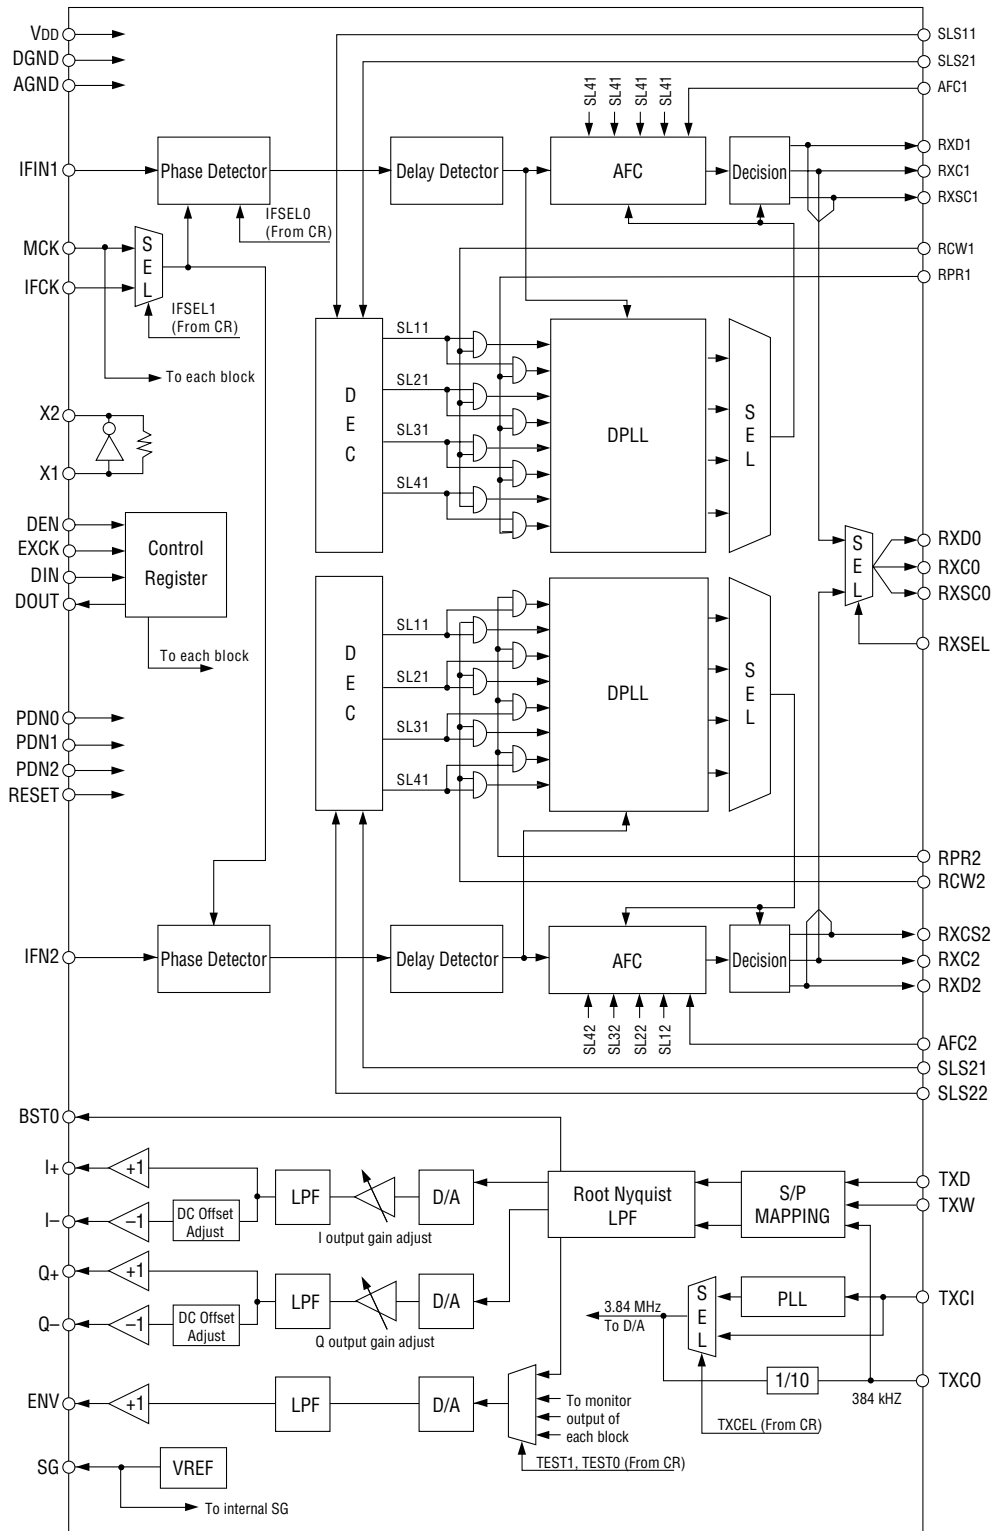 VDD
DGND
AGND
SLS11
SLS21
AFC1
SL41
SL41
SL41
SL41
IFIN1
Phase Detector
Delay Detector
AFC
Decision
RXD1
RXC1
RXSC1
IFSEL0
(From CR)
MCK
IFCK
SEL
IFSEL1
(From CR)
To each block
RCW1
RPR1
DEC
SL11
SL21
SL31
SL41
DPLL
SEL
X2
X1
DEN
EXCK
DIN
DOUT
Control
Register
To each block
SEL
RXD0
RXC0
RXSC0
RXSEL
DEC
SL11
SL21
SL31
SL41
DPLL
SEL
PDN0
PDN1
PDN2
RESET
RPR2
RCW2
IFN2
Phase Detector
Delay Detector
AFC
Decision
RXCS2
RXC2
RXD2
SL42
SL32
SL22
SL12
AFC2
SLS21
SLS22
BST0
I+
+1
I–
–1
DC Offset
Adjust
LPF
I output gain adjust
D/A
Root Nyquist
LPF
S/P
MAPPING
TXD
TXW
Q+
+1
Q–
–1
DC Offset
Adjust
LPF
Q output gain adjust
D/A
3.84 MHz
To D/A
SEL
PLL
TXCI
1/10
384 kHZ
TXCO
TXCEL (From CR)
ENV
+1
LPF
D/A
To monitor
output of
each block
TEST1, TEST0 (From CR)
SG
VREF
To internal SG